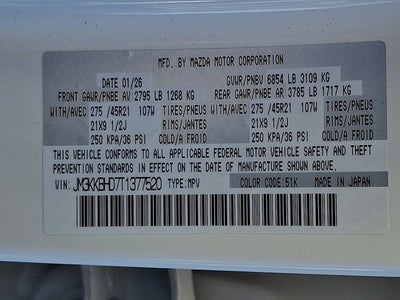 MFD. BY MAZDA MOTOR CORPORATION
DATE 01/26 GVWR/PNBV 6854 LB 3109 KG
FRONT GAWR/PNBE AV 2795 LB 1268 KG REAR GAWR/PNBE AR 3785 LB 1717 KG
WITH/AVEC 275 /45R21 107W TIRES/PNEUS WITH/AVEC 275 /45R21 107W TIRES/PNEUS
21X9 1/2J RIMS/JANTES 21X9 1/2J RIMS/JANTES
250 KPA/36 PSI COLD/A FROID 250 KPA/36 PSI COLD/A FROID
THIS VEHICLE CONFORMS TO ALL APPLICABLE FEDERAL MOTOR VEHICLE SAFETY AND THEFT
PREVENTION STANDARDS IN EFFECT ON THE DATE OF MANUFACTURE SHOWN ABOVE.
VIN: JM3KKEHD7T1377520 TYPE: MPV COLOR CODE: 51K MADE IN JAPAN